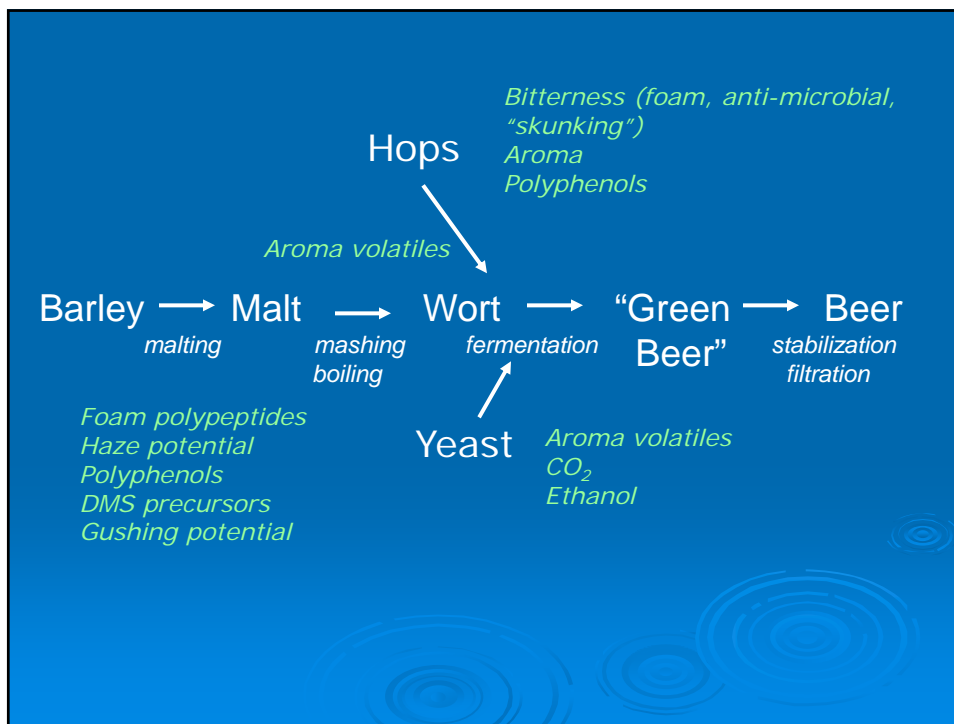 Bitterness (foam, anti-microbial,
“skunking”)
Aroma
Polyphenols
Hops
Aroma volatiles
Barley Malt Wort “Green Beer
Beer”
malting mashing fermentation stabilization
boiling filtration
Foam polypeptides
Haze potential
Polyphenols
DMS precursors
Gushing potential
Yeast
Aroma volatiles
CO₂
Ethanol